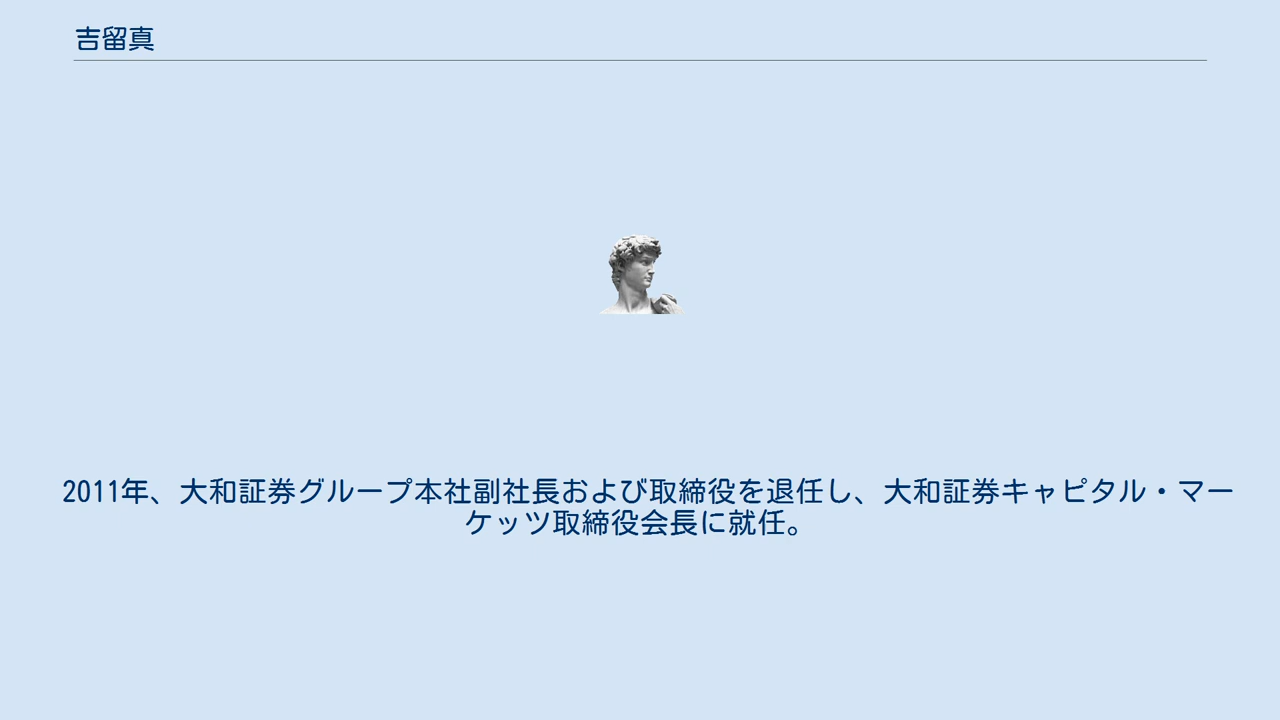 吉留真
2011年、大和証券グループ本社副社長および取締役を退任し、大和証券キャピタル・マー
ケッツ取締役会長に就任。